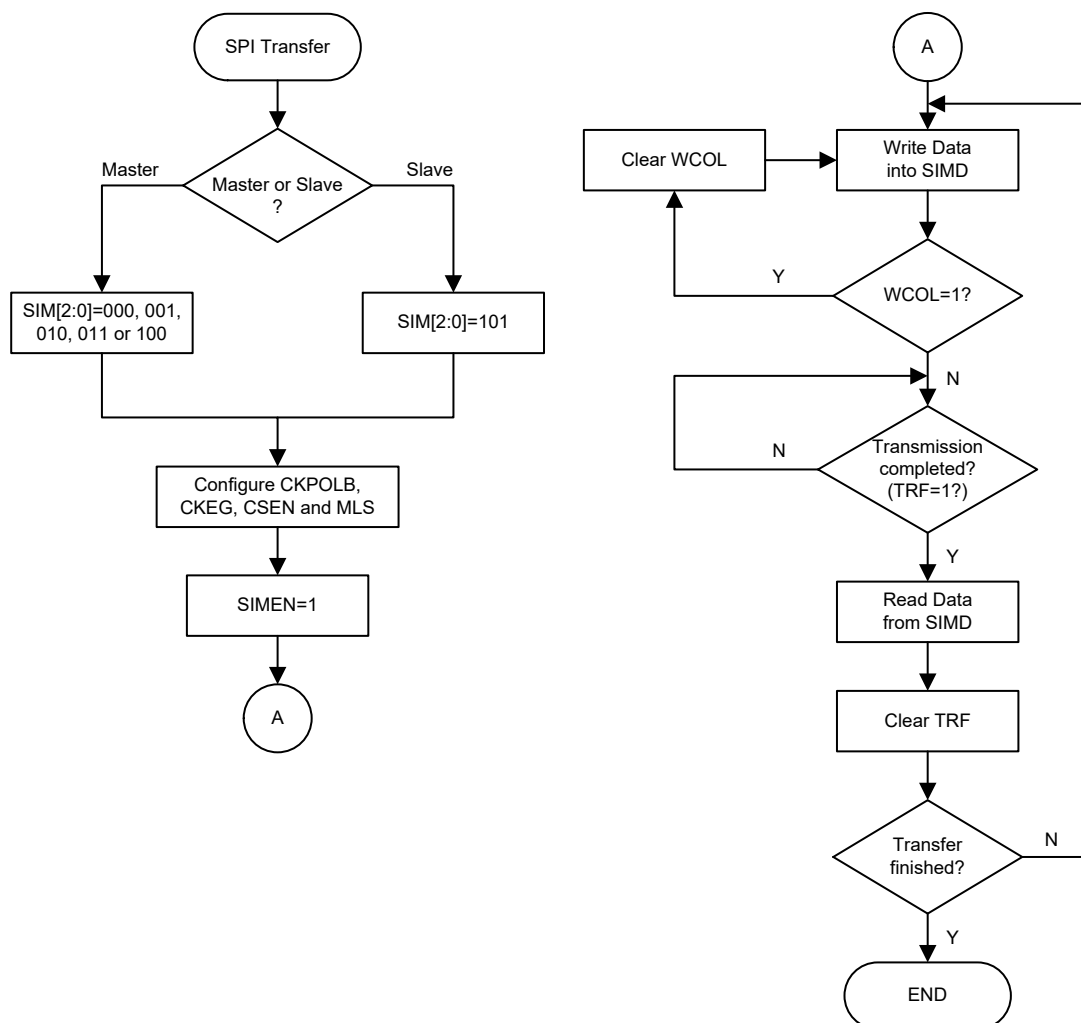 SPI Transfer
Master
Slave
Master or Slave
?
SIM[2:0]=000, 001,
010, 011 or 100
SIM[2:0]=101
Configure CKPOLB,
CKEG, CSEN and MLS
SIMEN=1
A
A
Clear WCOL
Write Data
into SIMD
Y
WCOL=1?
N
N
Transmission
completed?
(TRF=1?)
Y
Read Data
from SIMD
Clear TRF
Transfer
finished?
N
Y
END